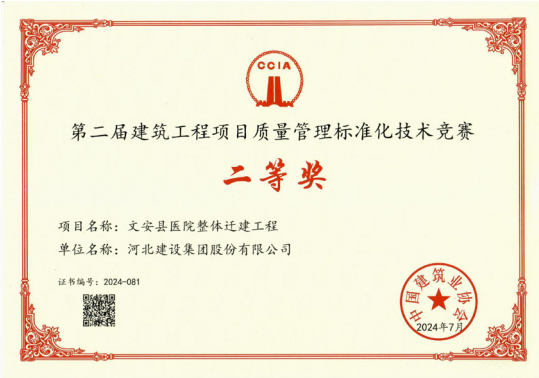 CCIA
第二届建筑工程项目质量管理标准化技术竞赛
二等奖
项目名称：文安县医院整体迁建工程
单位名称：河北建设集团股份有限公司
证书编号：2024-081
中国建筑业协会
2024年7月